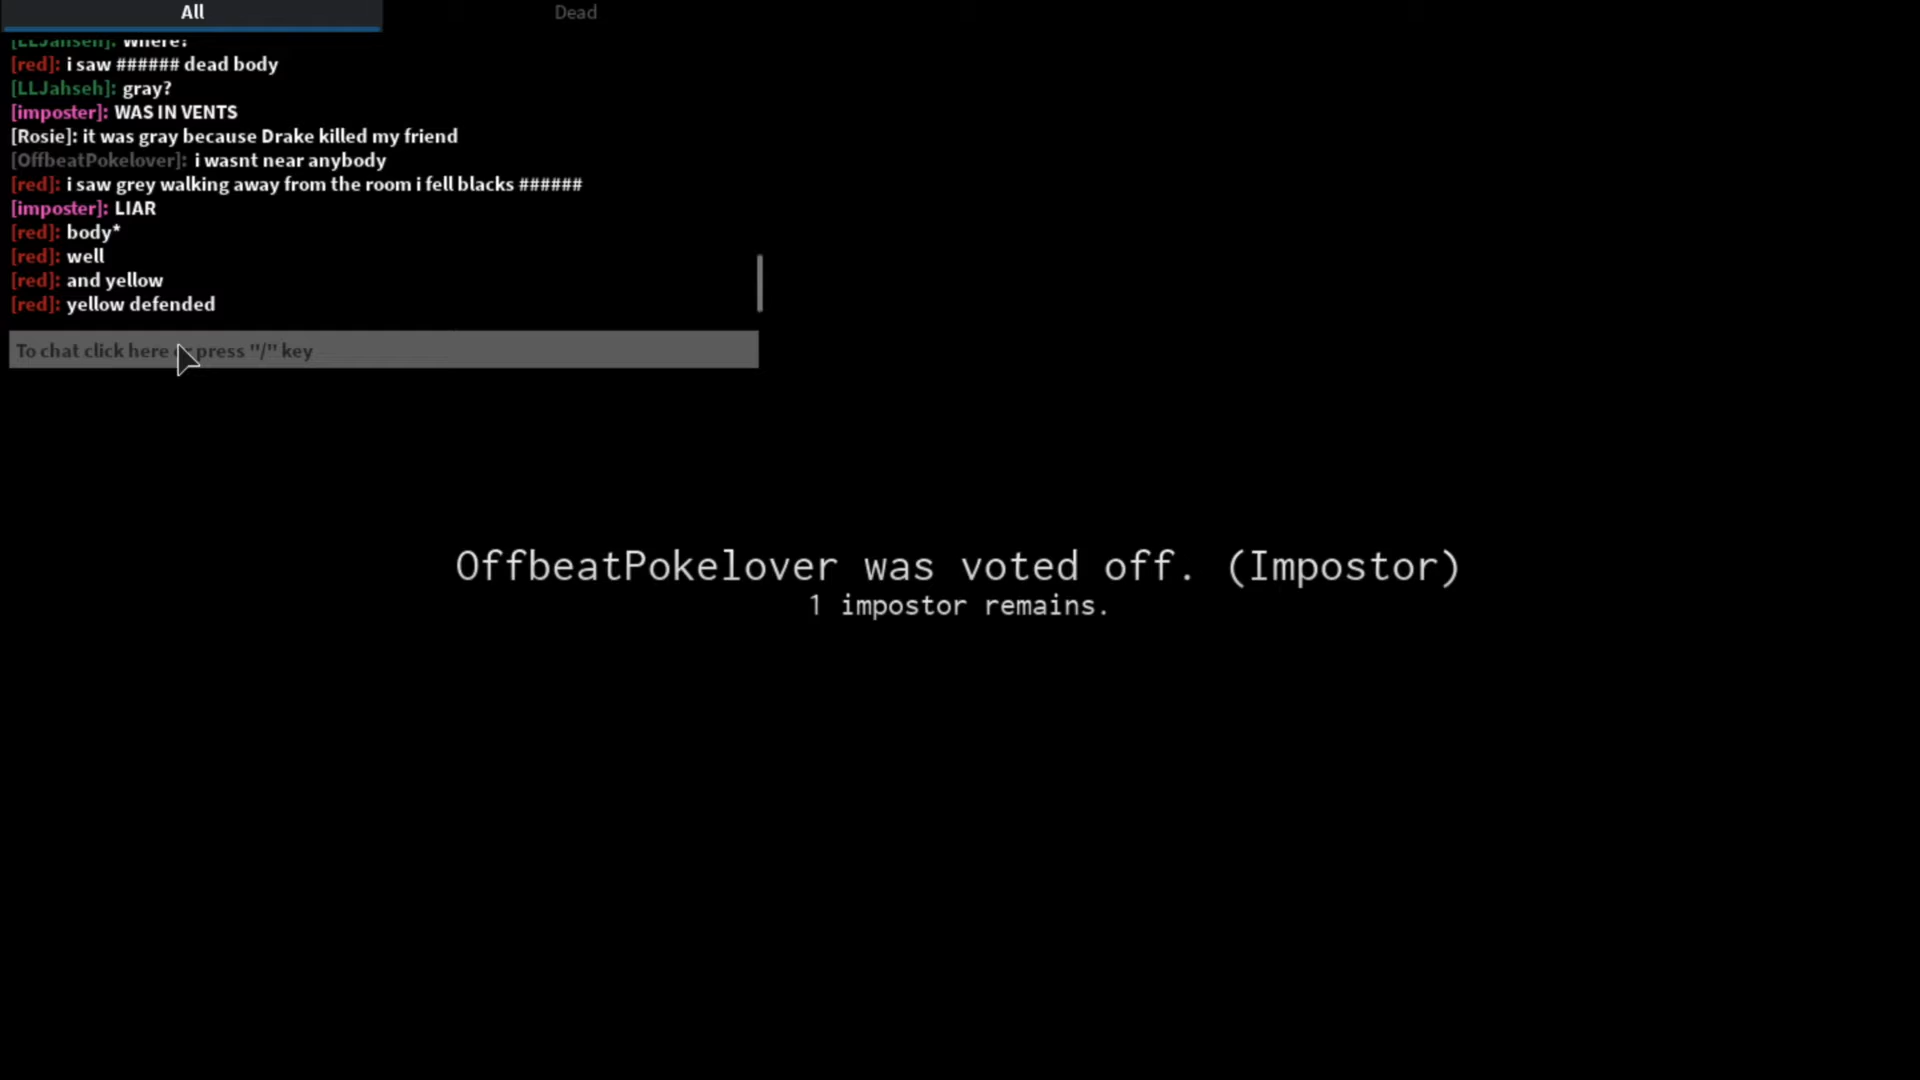 All
Dead
[LLJahseh]: Where?
[red]: i saw ###### dead body
[LLJahseh]: gray?
[imposter]: WAS IN VENTS
[Rosie]: it was gray because Drake killed my friend
[OffbeatPokelover]: i wasnt near anybody
[red]: i saw grey walking away from the room i fell blacks ######
[imposter]: LIAR
[red]: body*
[red]: well
[red]: and yellow
[red]: yellow defended
To chat click here or press "/" key
OffbeatPokelover was voted off. (Impostor)
1 impostor remains.